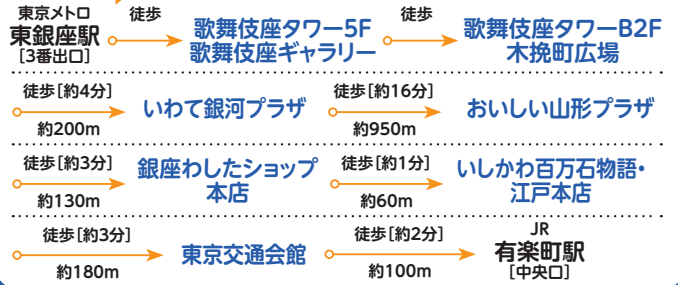 東京メトロ
東銀座駅
[3番出口]
徒歩
歌舞伎座タワー5F
歌舞伎座ギャラリー
徒歩
歌舞伎座タワーB2F
木挽町広場
徒歩[約4分]
約200m
いわて銀河プラザ
徒歩[約16分]
約950m
おいしい山形プラザ
徒歩[約3分]
約130m
銀座わしたショップ
本店
徒歩[約1分]
約60m
いしかわ百万石物語・
江戸本店
徒歩[約3分]
約180m
東京交通会館
徒歩[約2分]
約100m
JR
有楽町駅
[中央口]